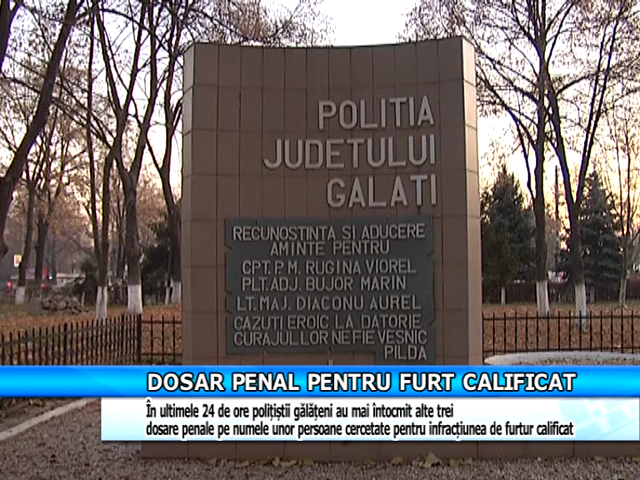 POLITIA
JUDETULUI
GALATI
RECUNOSTINTA SI ADUCERE
AMINTE PENTRU
CPT. P.M. RUGINA VIOREL
PLT. ADJ. BUJOR MARIN
LT. MAJ. DIACONU AUREL
CAZUTI EROIC LA DATORIE
CURAJUL LOR NE FIE VESNIC
PILDA
DOSAR PENAL PENTRU FURT CALIFICAT
În ultimele 24 de ore polițiștii gălățeni au mai întocmit alte trei
dosare penale pe numele unor persoane cercetate pentru infracțiunea de furtur calificat